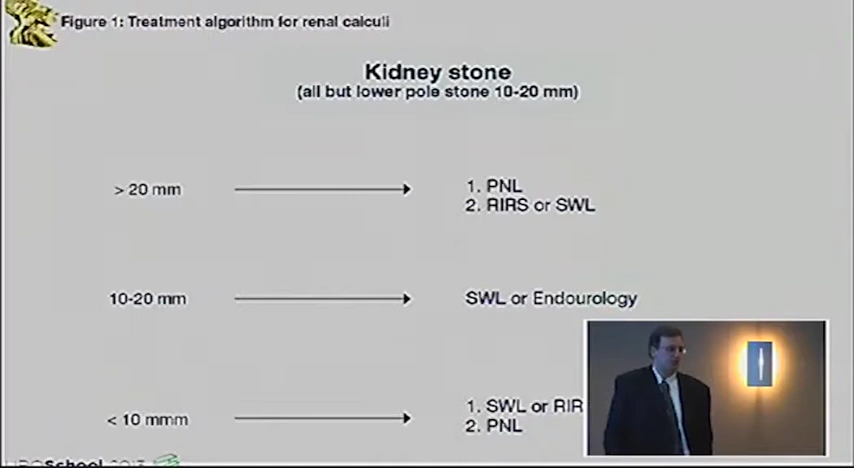 Figure 1: Treatment algorithm for renal calculi
Kidney stone
(all but lower pole stone 10-20 mm)
> 20 mm
1. PNL
2. RIRS or SWL
10-20 mm
SWL or Endourology
< 10 mmm
1. SWL or RIR
2. PNL
School